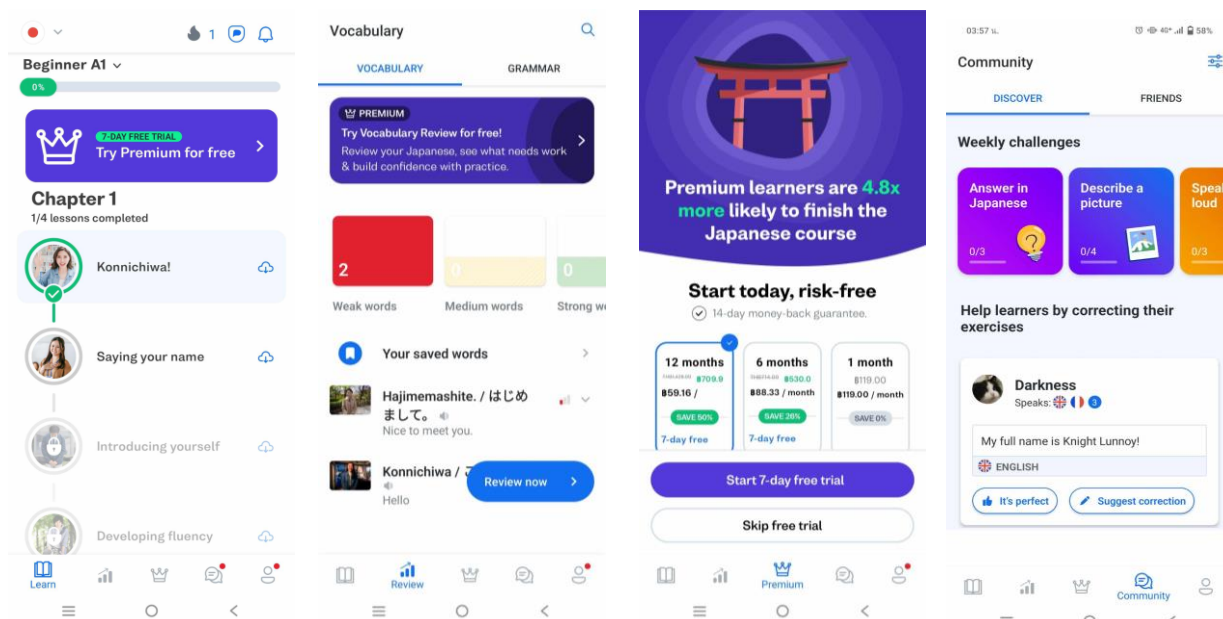 1
Beginner A1
0%
7-DAY FREE TRIAL
Try Premium for free
Chapter 1
1/4 lessons completed
Konnichiwa!
Saying your name
Introducing yourself
Developing fluency
Learn
Vocabulary
VOCABULARY
GRAMMAR
PREMIUM
Try Vocabulary Review for free!
Review your Japanese, see what needs work
& build confidence with practice.
2
0
0
Weak words
Medium words
Strong w
Your saved words
Hajimemashite. / はじめ
まして。
Nice to meet you.
Konnichiwa /
Hello
Review now
Review
Premium learners are 4.8x
more likely to finish the
Japanese course
Start today, risk-free
14-day money-back guarantee.
12 months
฿709.9
฿59.16 /
SAVE 50%
7-day free
6 months
฿530.0
฿88.33 / month
SAVE 26%
7-day free
1 month
฿119.00
฿119.00 / month
SAVE 0%
Start 7-day free trial
Skip free trial
Premium
03:57 น.
58%
Community
DISCOVER
FRIENDS
Weekly challenges
Answer in
Japanese
0/3
Describe a
picture
0/4
Speak
loud
0/3
Help learners by correcting their
exercises
Darkness
Speaks:
3
My full name is Knight Lunnoy!
ENGLISH
It's perfect
Suggest correction
Community